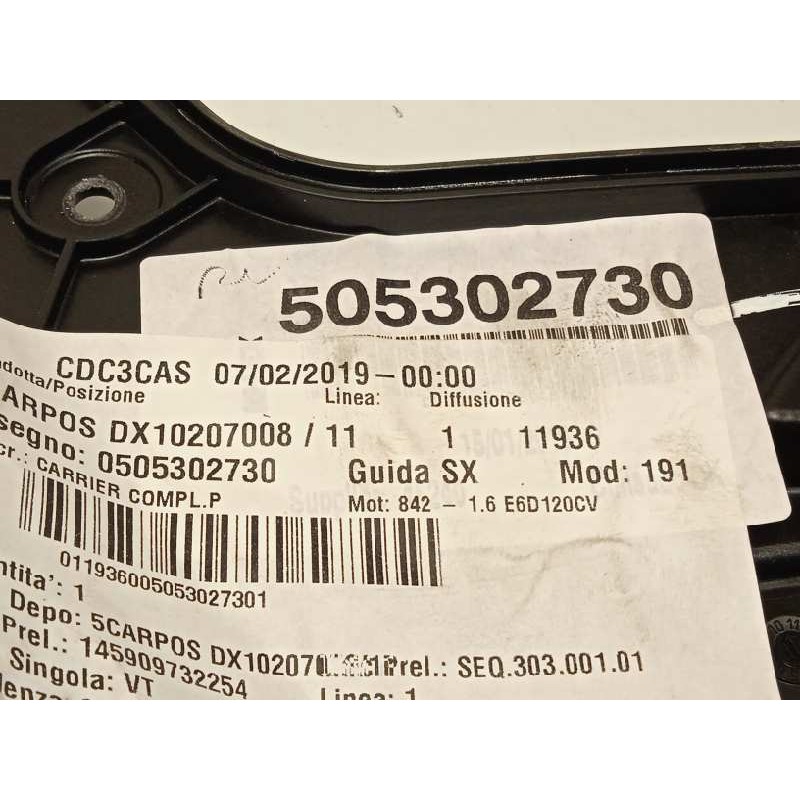 505302730
CDC3CAS 07/02/2019-00:00
dotta/Posizione Linea: Diffusione
CARPOS DX10207008 / 11 1 11936
segno: 0505302730 Guida SX Mod: 191
cr.: CARRIER COMPL.P Mot: 842 - 1.6 E6D120CV
011936005053027301
ntita': 1
Depo: 5CARPOS DX10207 Prel.: SEQ.303.001.01
Prel.: 145909732254
Singola: VT Linea: 1